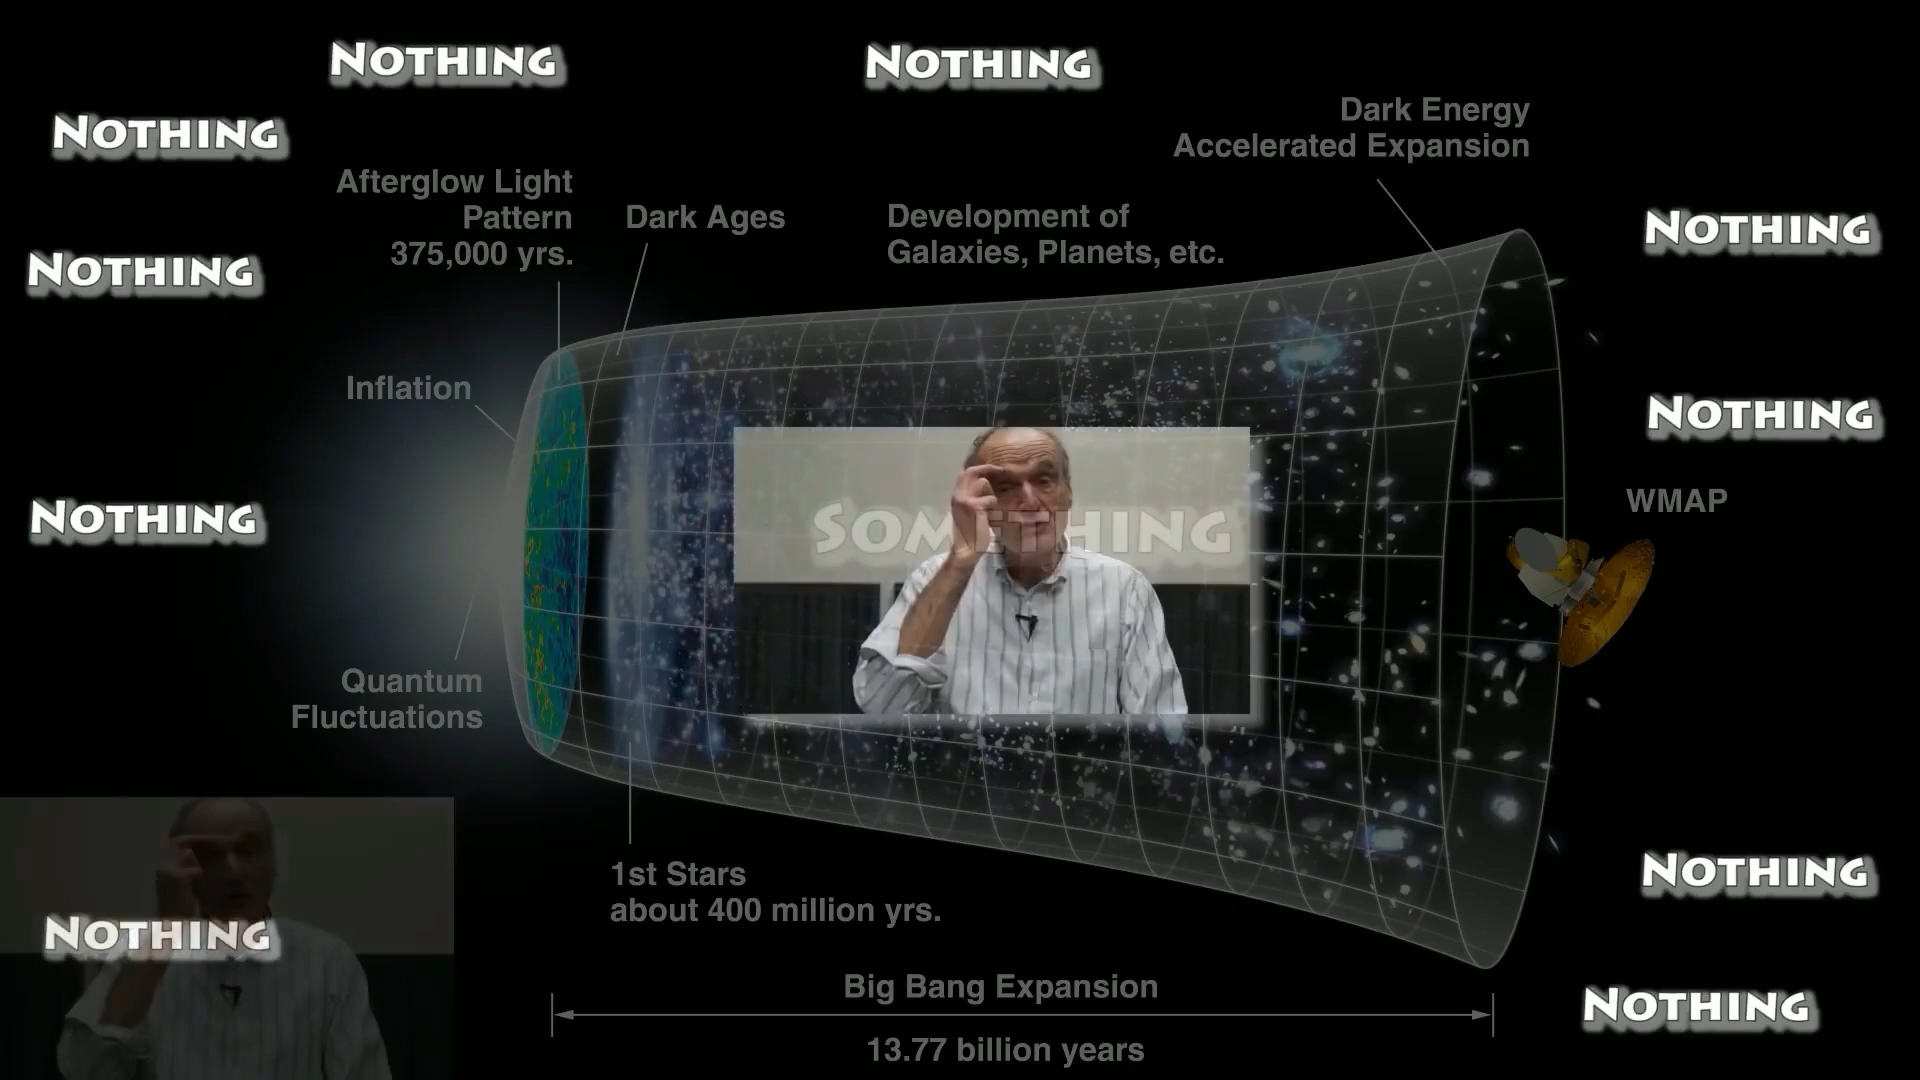 Nothing
Nothing
Nothing
Dark Energy
Accelerated Expansion
Afterglow Light
Pattern
375,000 yrs.
Dark Ages
Development of
Galaxies, Planets, etc.
Nothing
Nothing
Inflation
Nothing
WMAP
Nothing
Something
Quantum
Fluctuations
1st Stars
about 400 million yrs.
Nothing
Nothing
Big Bang Expansion
Nothing
13.77 billion years